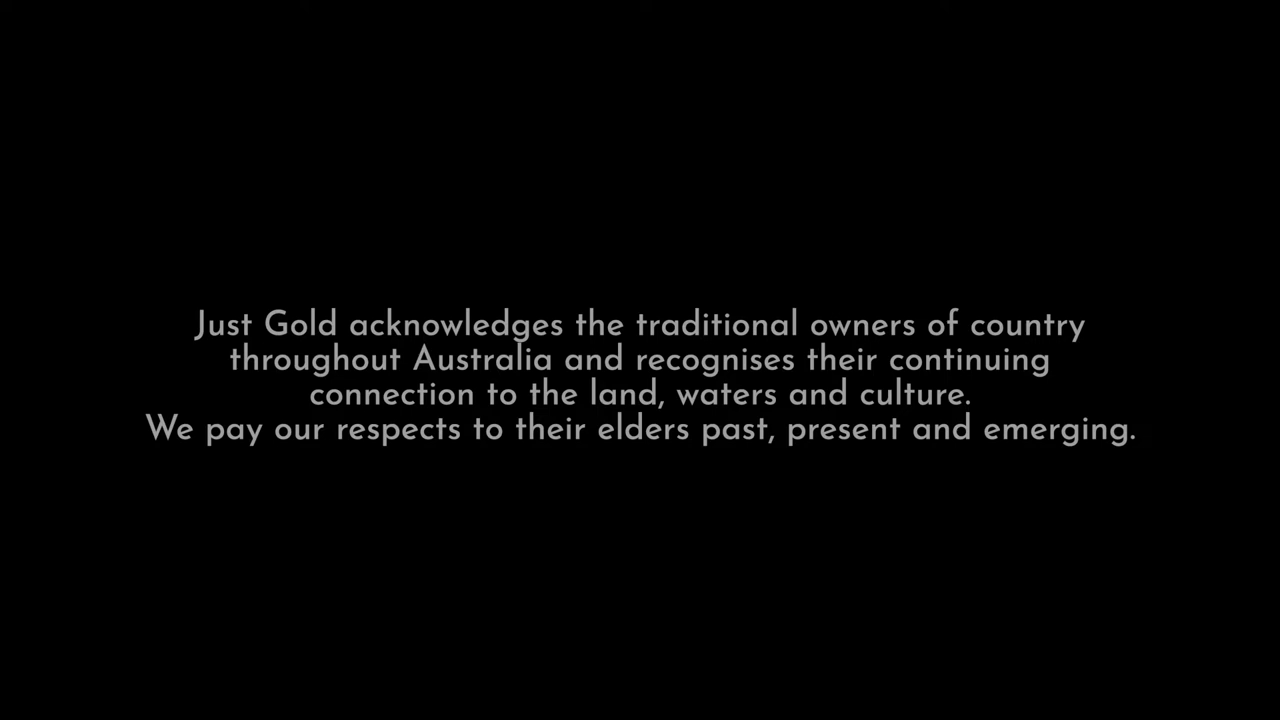 Just Gold acknowledges the traditional owners of country
throughout Australia and recognises their continuing
connection to the land, waters and culture.
We pay our respects to their elders past, present and emerging.